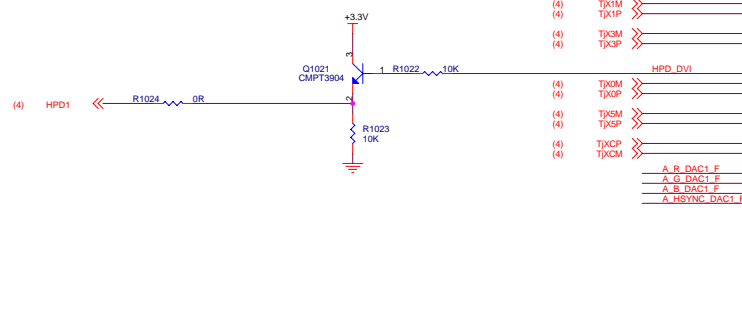 (4) TjX1M
(4) TjX1P
+3.3V
(4) TjX3M
(4) TjX3P
3
Q1021
CMPT3904
1 R1022 10K
HPD_DVI
(4) TjX0M
(4) TjX0P
2
(4) HPD1 R1024 0R
(4) TjX5M
(4) TjX5P
R1023
10K
(4) TjXCP
(4) TjXCM
A_R_DAC1_F
A_G_DAC1_F
A_B_DAC1_F
A_HSYNC_DAC1_F